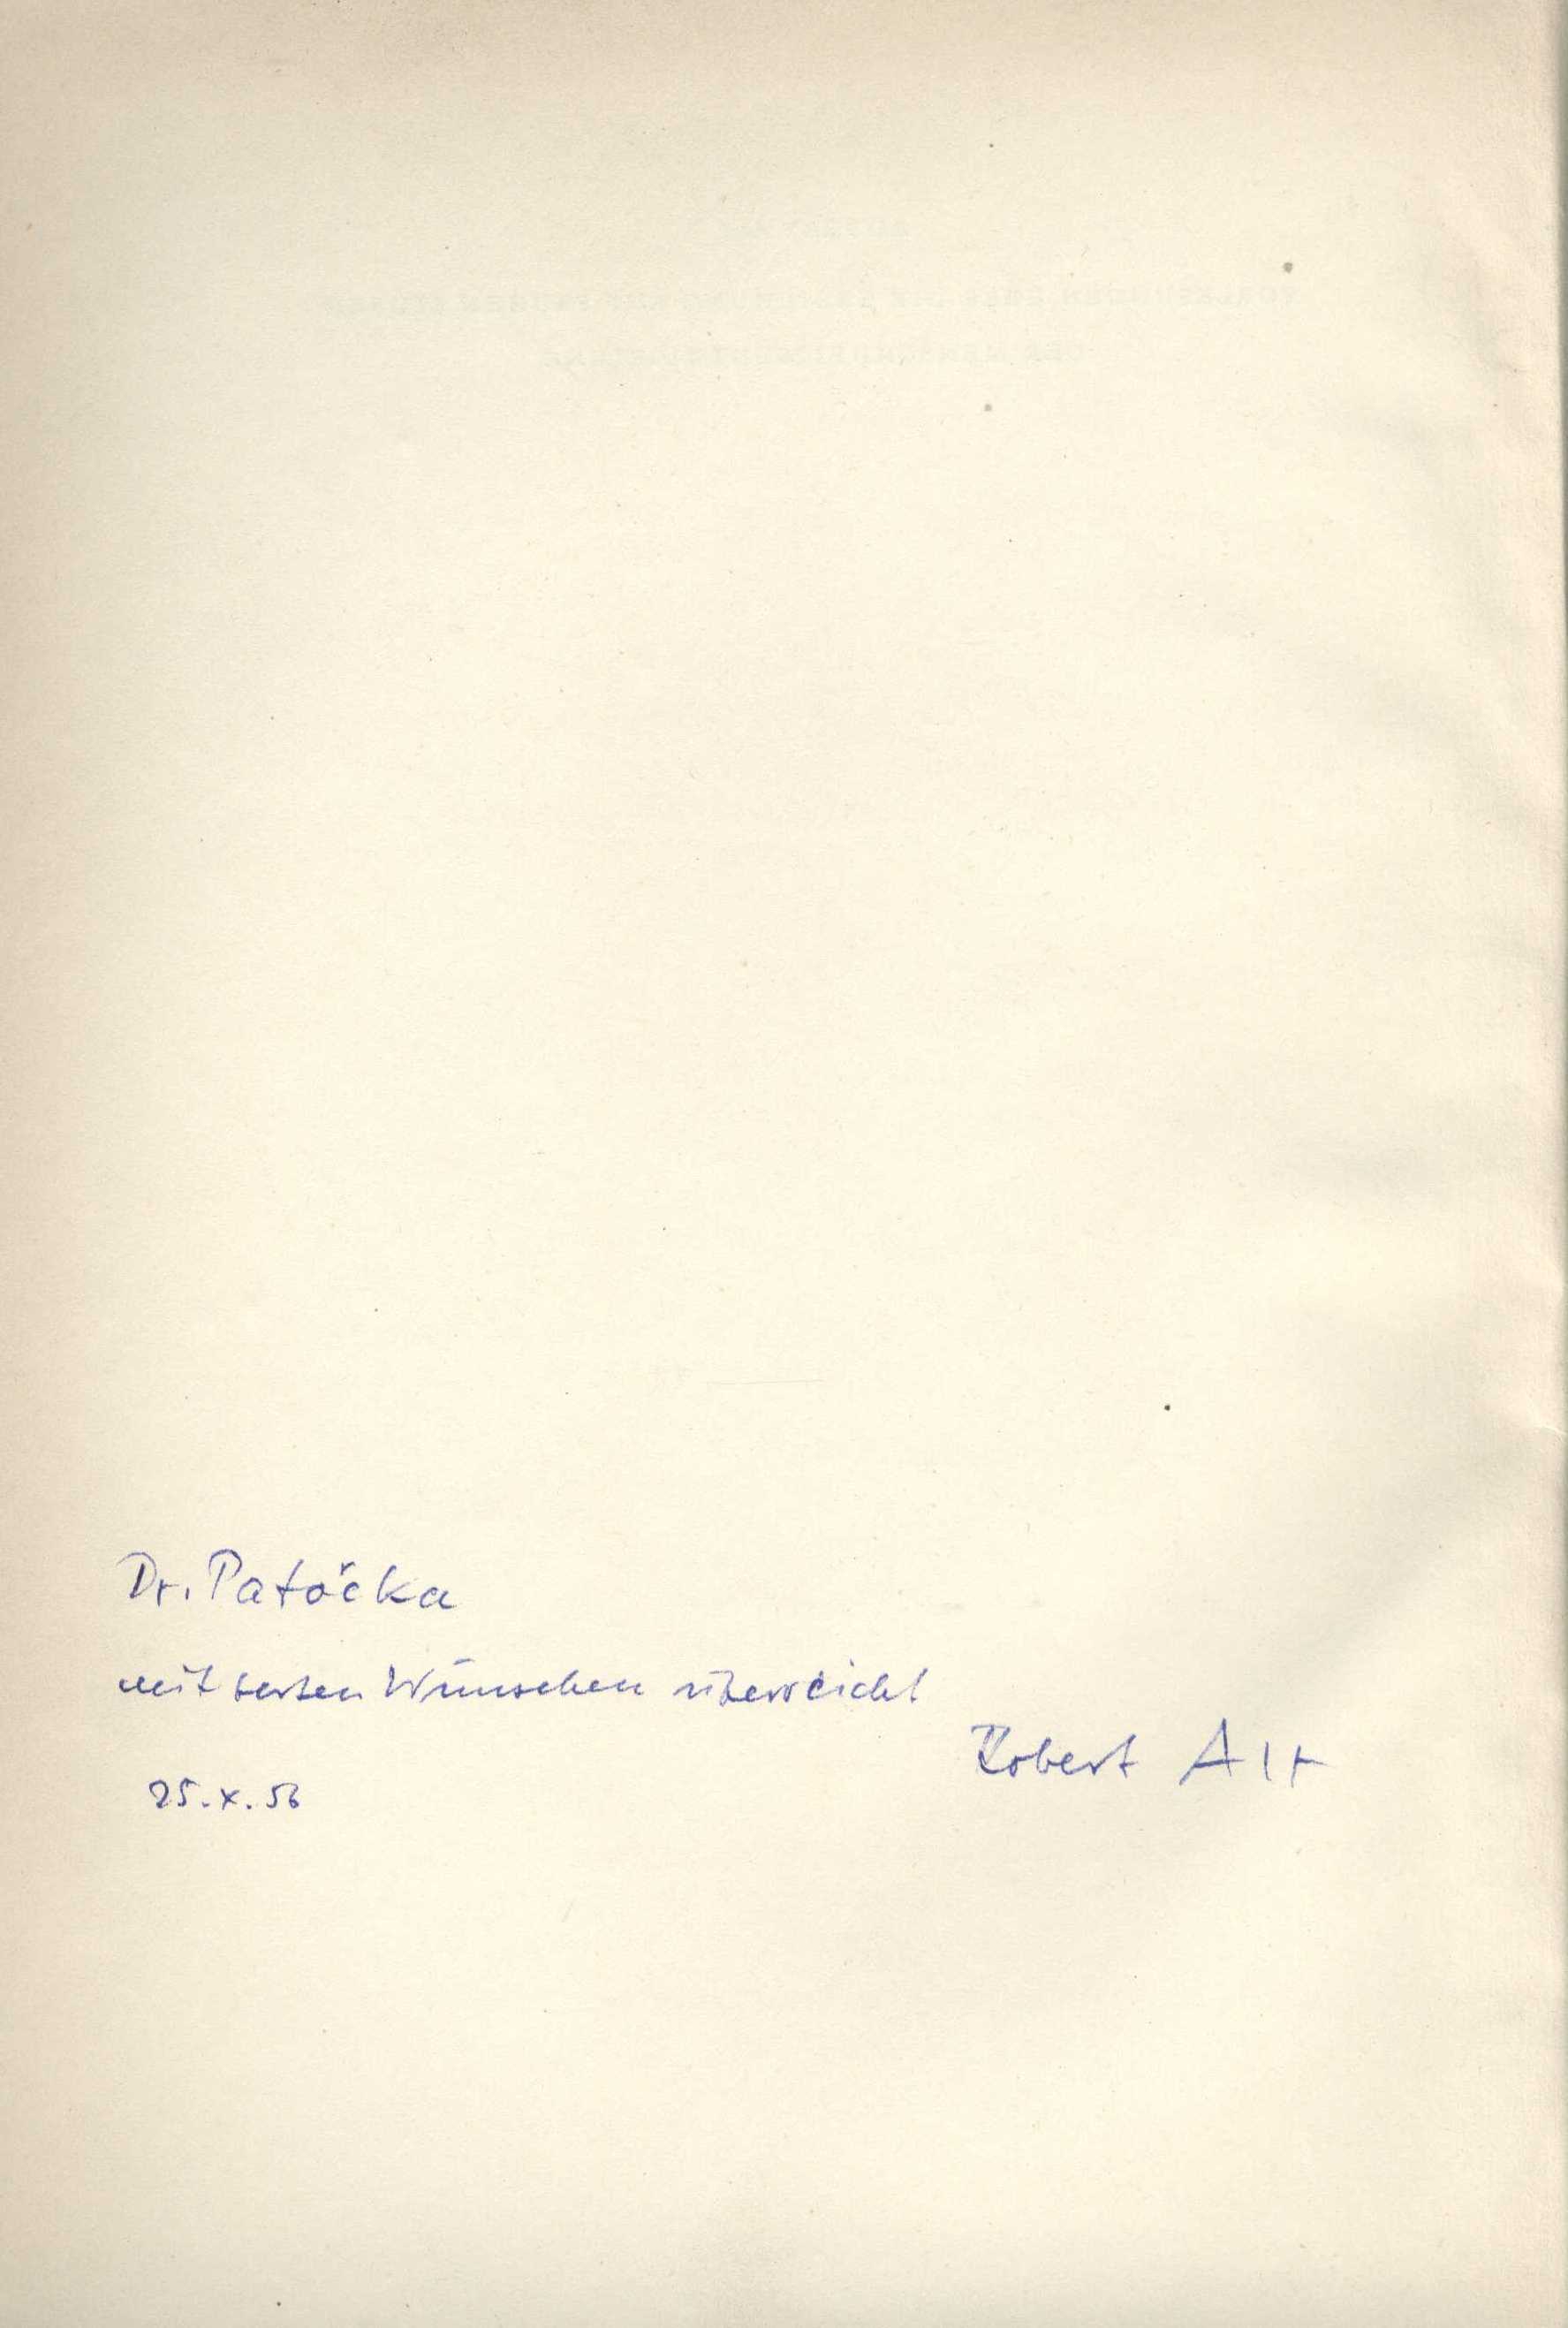 Dr. Patočka
mit besten Wünschen überreicht
Robert Alt
25.X.56